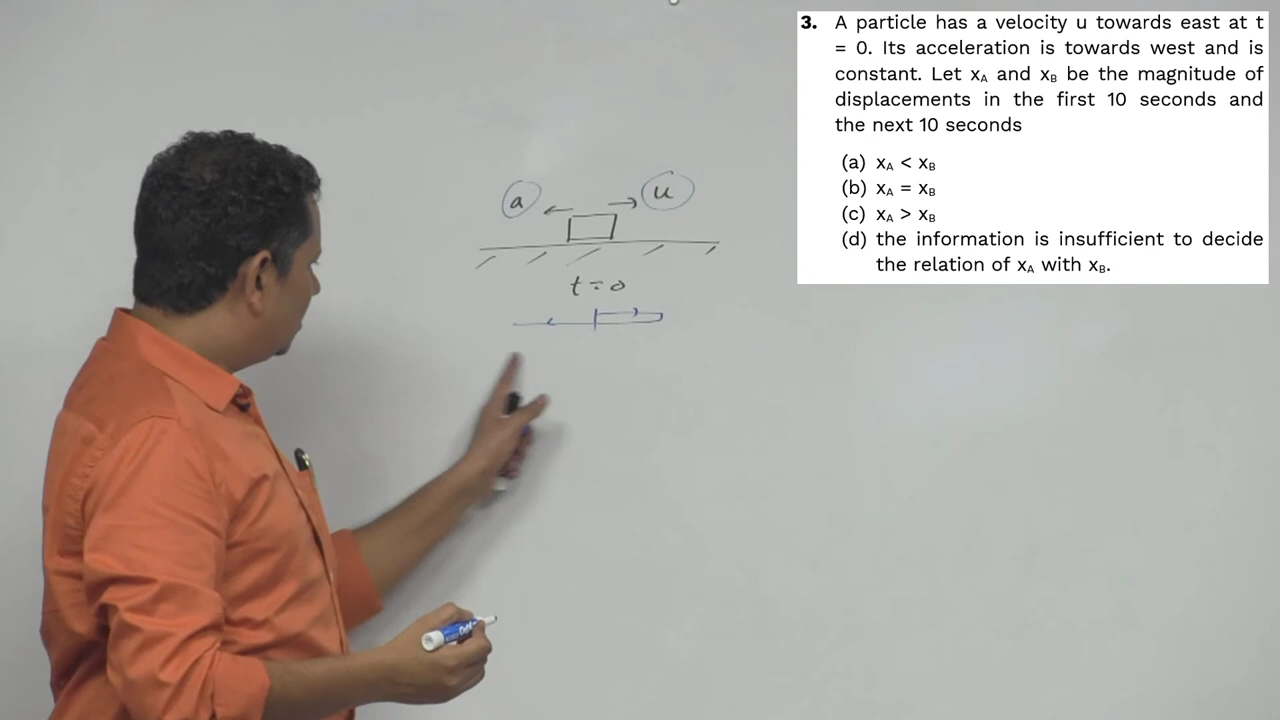 3. A particle has a velocity u towards east at t
= 0. Its acceleration is towards west and is
constant. Let xA and xB be the magnitude of
displacements in the first 10 seconds and
the next 10 seconds
(a) xA < xB
(b) xA = xB
(c) xA > xB
(d) the information is insufficient to decide
the relation of xA with xB.
a u
t = 0